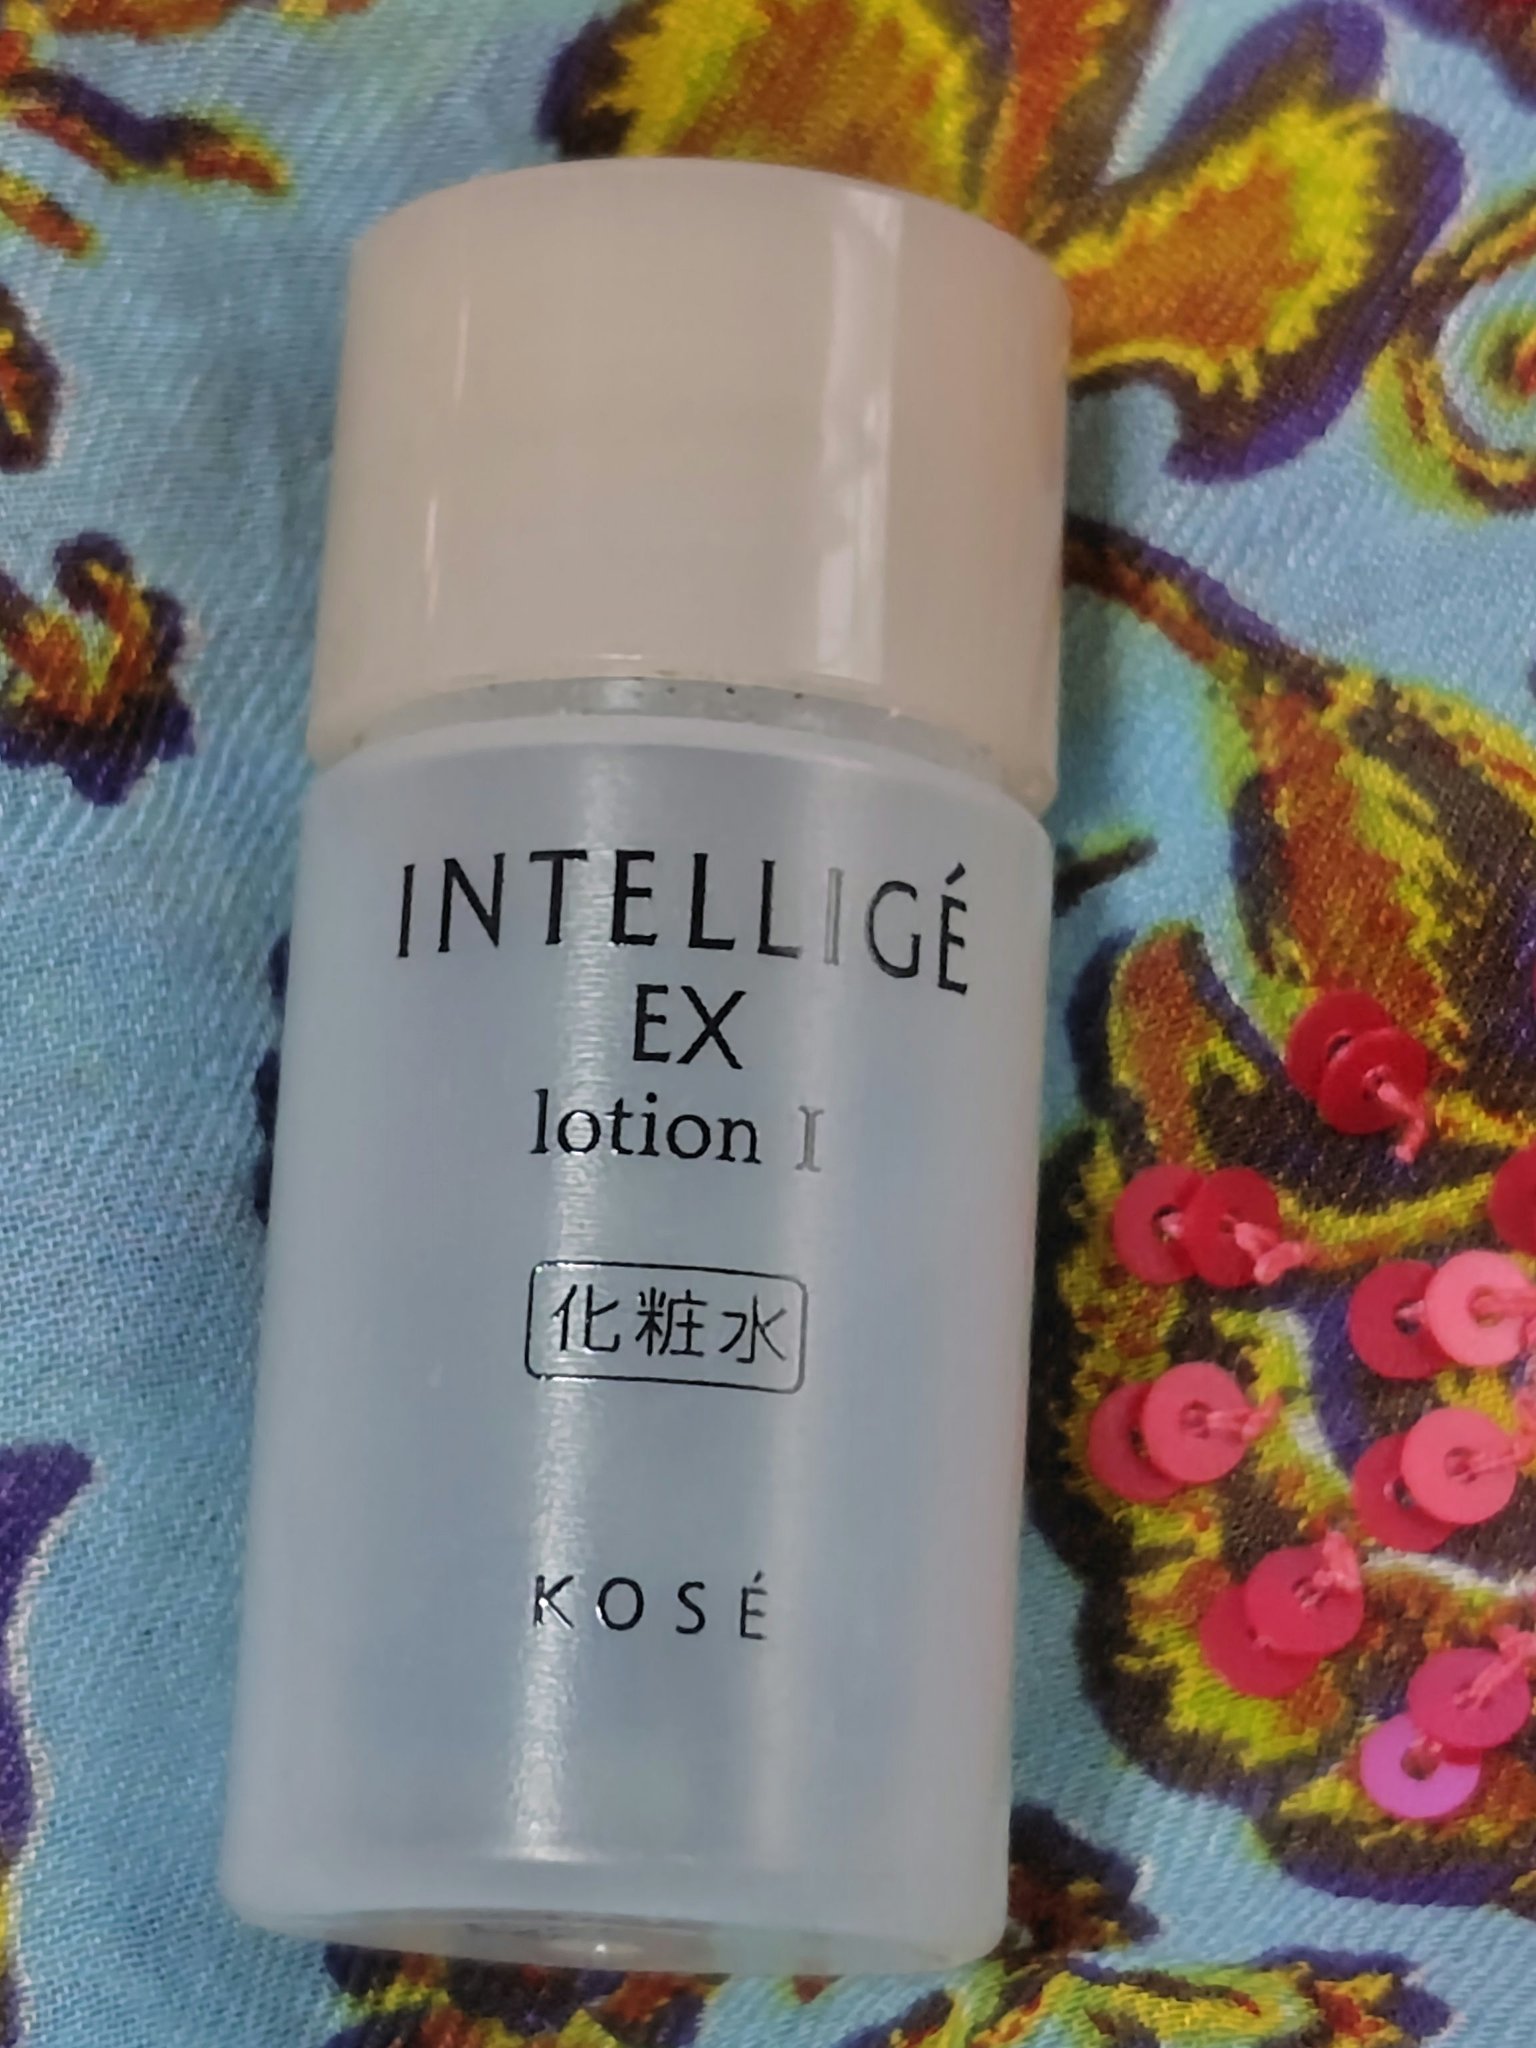 INTELLIGÉ
EX
lotion I
化粧水
KOSÉ